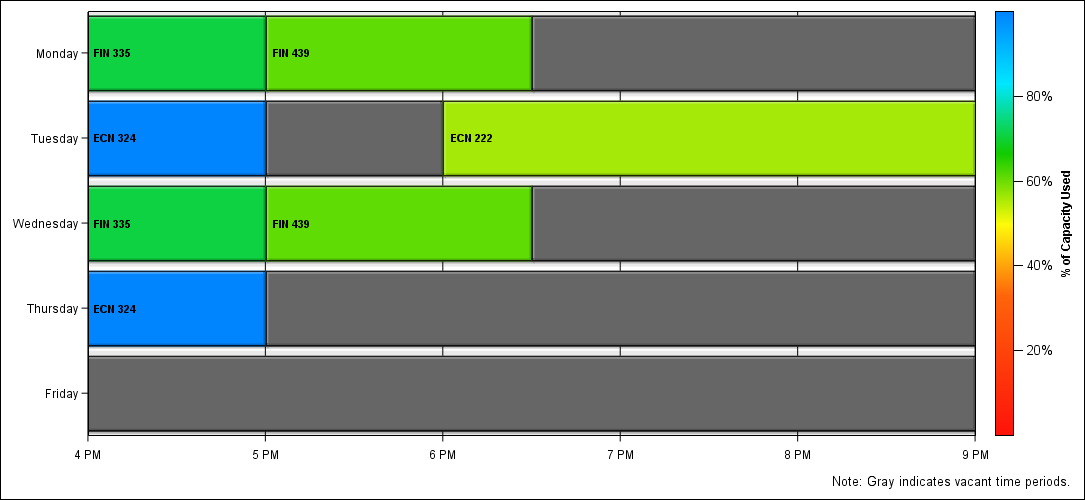 Monday
FIN 335
FIN 439
Tuesday
ECN 324
ECN 222
Wednesday
FIN 335
FIN 439
Thursday
ECN 324
Friday
4 PM
5 PM
6 PM
7 PM
8 PM
9 PM
80%
60%
40%
20%
% of Capacity Used
Note: Gray indicates vacant time periods.